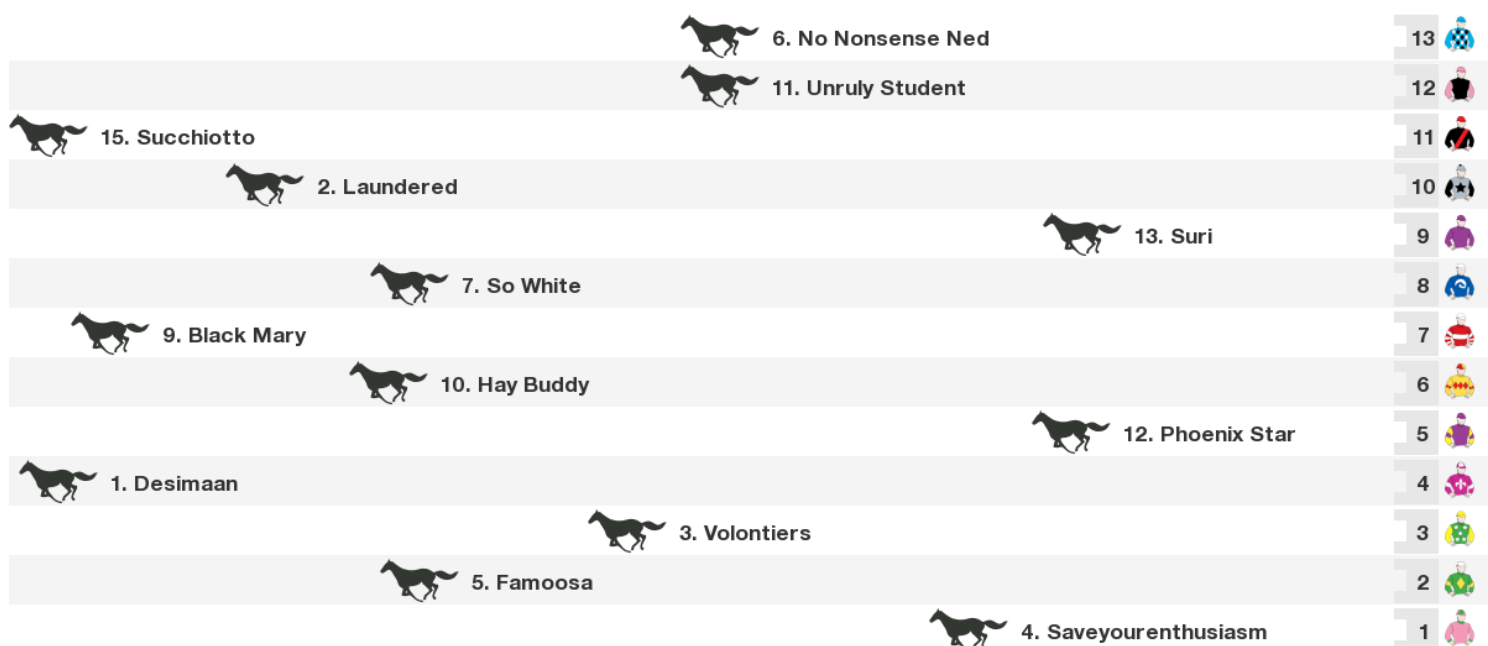 6. No Nonsense Ned 13
11. Unruly Student 12
15. Succhiotto 11
2. Laundered 10
13. Suri 9
7. So White 8
9. Black Mary 7
10. Hay Buddy 6
12. Phoenix Star 5
1. Desimaan 4
3. Volontiers 3
5. Famoosa 2
4. Saveyourenthusiasm 1